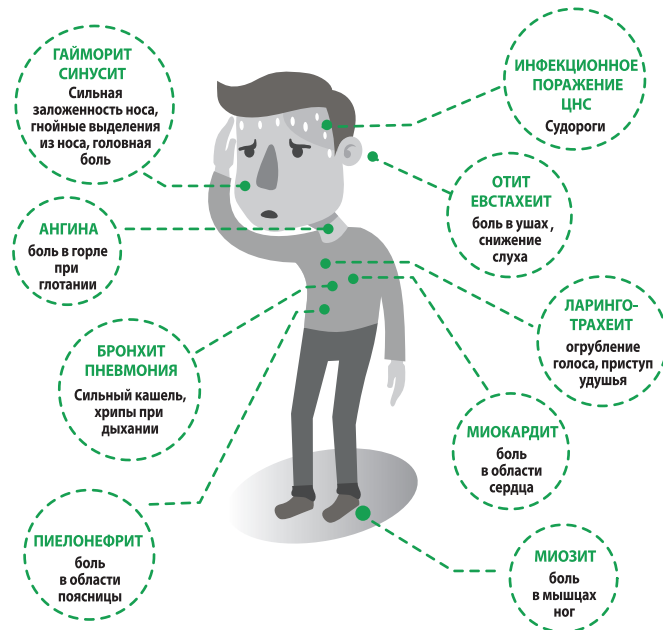 ГАЙМОРИТ
СИНУСИТ
Сильная
заложенность носа,
гнойные выделения
из носа, головная
боль
ИНФЕКЦИОННОЕ
ПОРАЖЕНИЕ
ЦНС
Судороги
ОТИТ
ЕВСТАХЕИТ
боль в ушах ,
снижение
слуха
АНГИНА
боль в горле
при
глотании
ЛАРИНГО-
ТРАХЕИТ
огрубление
голоса, приступ
удушья
БРОНХИТ
ПНЕВМОНИЯ
Сильный кашель,
хрипы при
дыхании
МИОКАРДИТ
боль
в области
сердца
ПИЕЛОНЕФРИТ
боль
в области
поясницы
МИОЗИТ
боль
в мышцах
ног